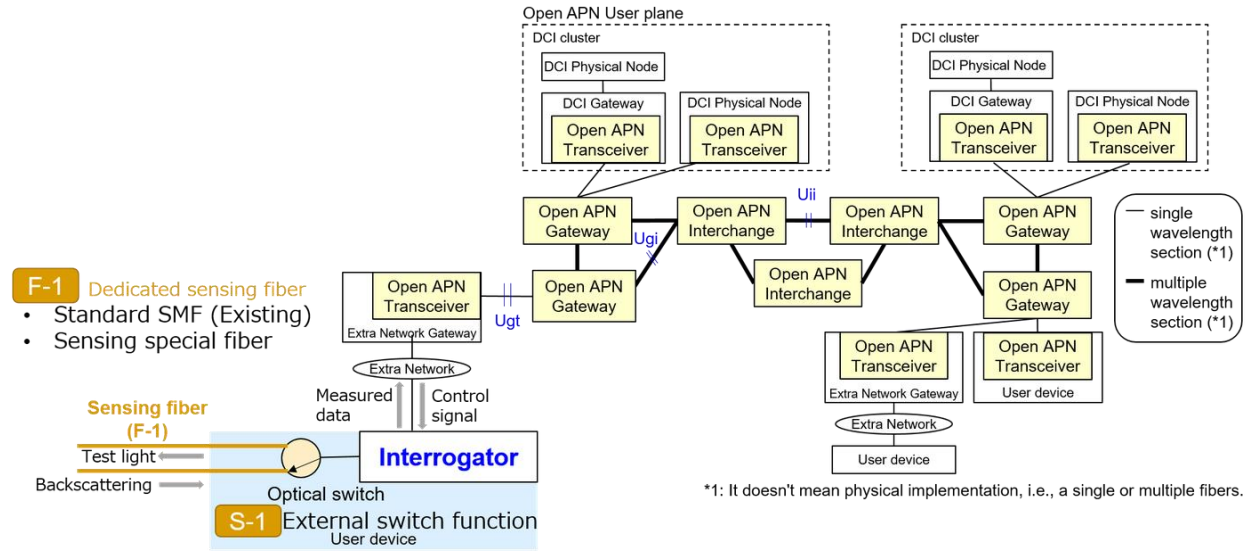 Open APN User plane
DCI cluster
DCI Physical Node
DCI Gateway
Open APN
Transceiver
DCI Physical Node
Open APN
Transceiver
DCI cluster
DCI Physical Node
DCI Gateway
Open APN
Transceiver
DCI Physical Node
Open APN
Transceiver
Open APN
Gateway
Open APN
Interchange
Uii
Open APN
Interchange
Open APN
Gateway
Ugi
Open APN
Gateway
Open APN
Interchange
Open APN
Gateway
single
wavelength
section (*1)
multiple
wavelength
section (*1)
F-1 Dedicated sensing fiber
• Standard SMF (Existing)
• Sensing special fiber
Open APN
Transceiver
Extra Network Gateway
Ugt
Extra Network
Measured
data
Control
signal
Open APN
Transceiver
Extra Network Gateway
Open APN
Transceiver
User device
Extra Network
User device
Sensing fiber
(F-1)
Test light
Backscattering
Interrogator
Optical switch
S-1 External switch function
User device
*1: It doesn't mean physical implementation, i.e., a single or multiple fibers.